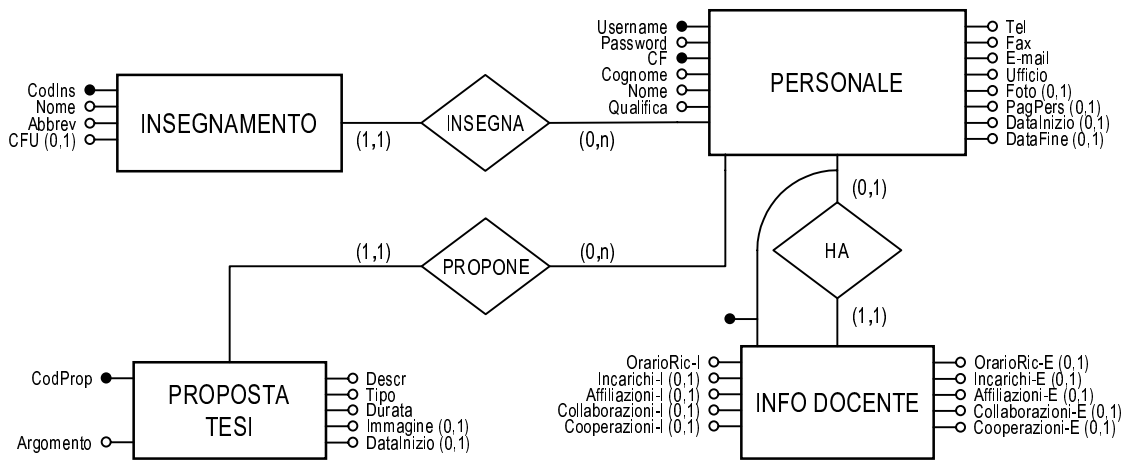 Username
Password
CF
Cognome
Nome
Qualifica
PERSONALE
Tel
Fax
E-mail
Ufficio
Foto (0,1)
PagPers (0,1)
DataInizio (0,1)
DataFine (0,1)
CodIns
Nome
Abbrev
CFU (0,1)
INSEGNAMENTO
(1,1)
INSEGNA
(0,n)
(0,1)
HA
(1,1)
(1,1)
PROPONE
(0,n)
CodProp
Argomento
PROPOSTA
TESI
Descr
Tipo
Durata
Immagine (0,1)
DataInizio (0,1)
OrarioRic-I
Incarichi-I (0,1)
Affiliazioni-I (0,1)
Collaborazioni-I (0,1)
Cooperazioni-I (0,1)
INFO DOCENTE
OrarioRic-E (0,1)
Incarichi-E (0,1)
Affiliazioni-E (0,1)
Collaborazioni-E (0,1)
Cooperazioni-E (0,1)